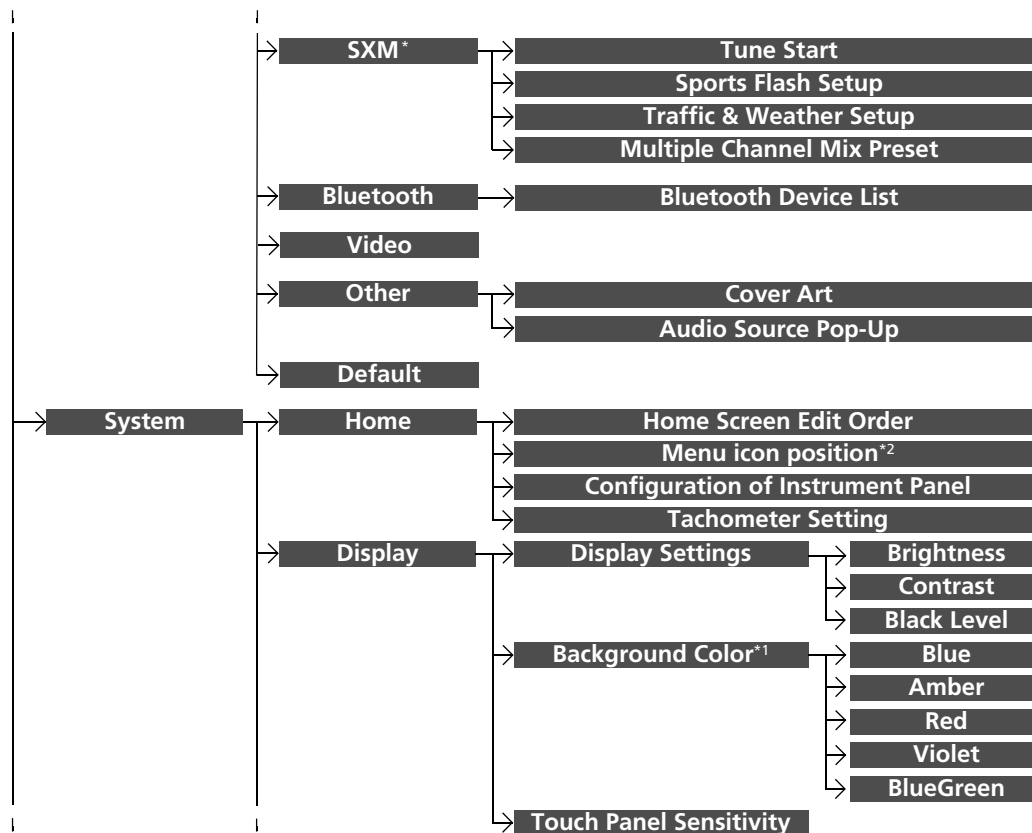 SXM*
Tune Start
Sports Flash Setup
Traffic & Weather Setup
Multiple Channel Mix Preset
Bluetooth
Bluetooth Device List
Video
Other
Cover Art
Audio Source Pop-Up
Default
System
Home
Home Screen Edit Order
Menu icon position*2
Configuration of Instrument Panel
Tachometer Setting
Display
Display Settings
Brightness
Contrast
Black Level
Background Color*1
Blue
Amber
Red
Violet
BlueGreen
Touch Panel Sensitivity